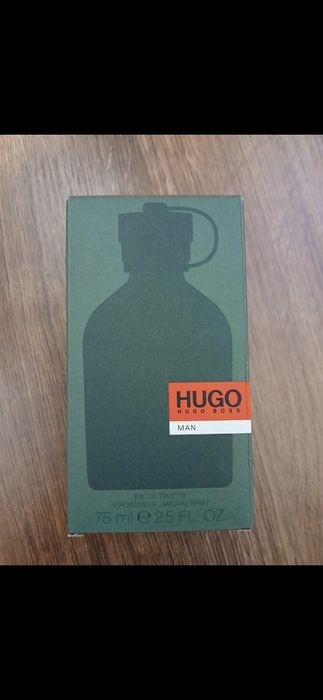 HUGO
HUGO BOSS
MAN
EAU DE TOILETTE
VAPORISATEUR NATURAL SPRAY
75 ml ℮ 2.5 FL. OZ.